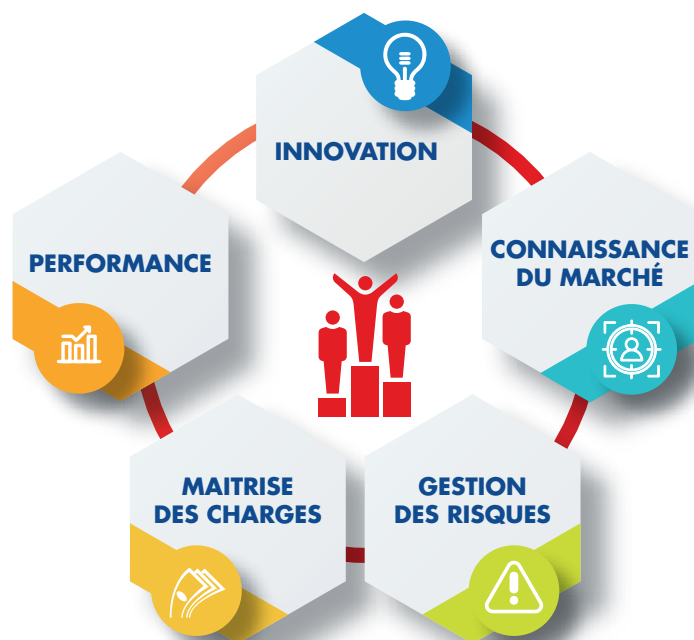 INNOVATION
CONNAISSANCE
DU MARCHÉ
GESTION
DES RISQUES
MAITRISE
DES CHARGES
PERFORMANCE